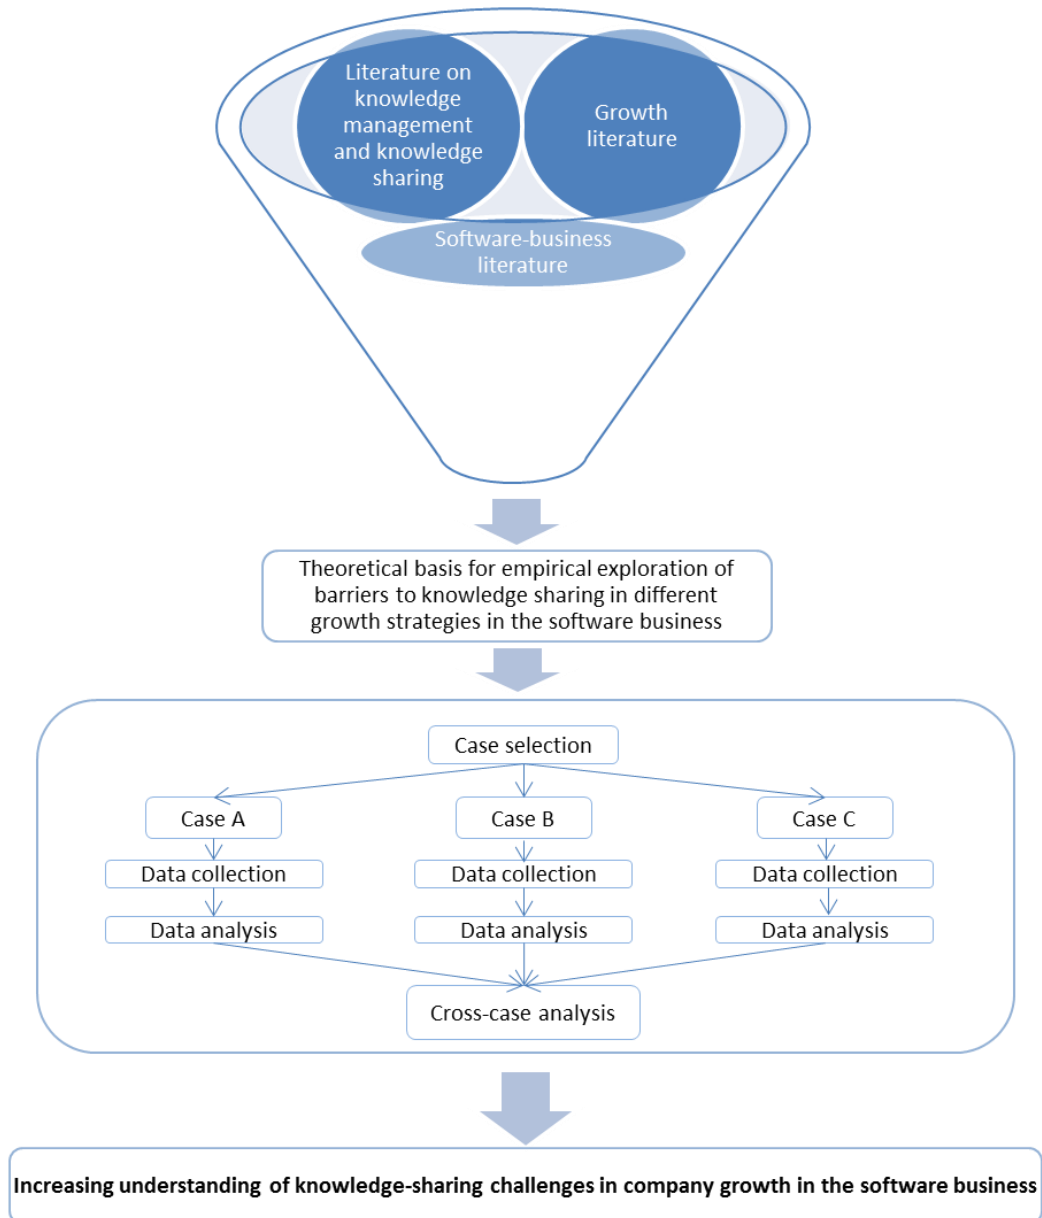 Literature on
knowledge
management
and knowledge
sharing
Growth
literature
Software-business
literature
Theoretical basis for empirical exploration of
barriers to knowledge sharing in different
growth strategies in the software business
Case selection
Case A
Case B
Case C
Data collection
Data collection
Data collection
Data analysis
Data analysis
Data analysis
Cross-case analysis
Increasing understanding of knowledge-sharing challenges in company growth in the software business